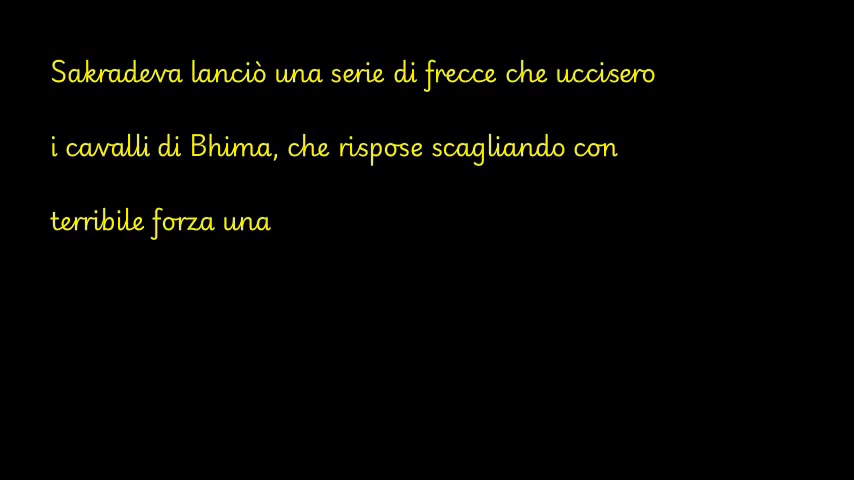 Sakradeva lanciò una serie di frecce che uccisero
i cavalli di Bhima, che rispose scagliando con
terribile forza una